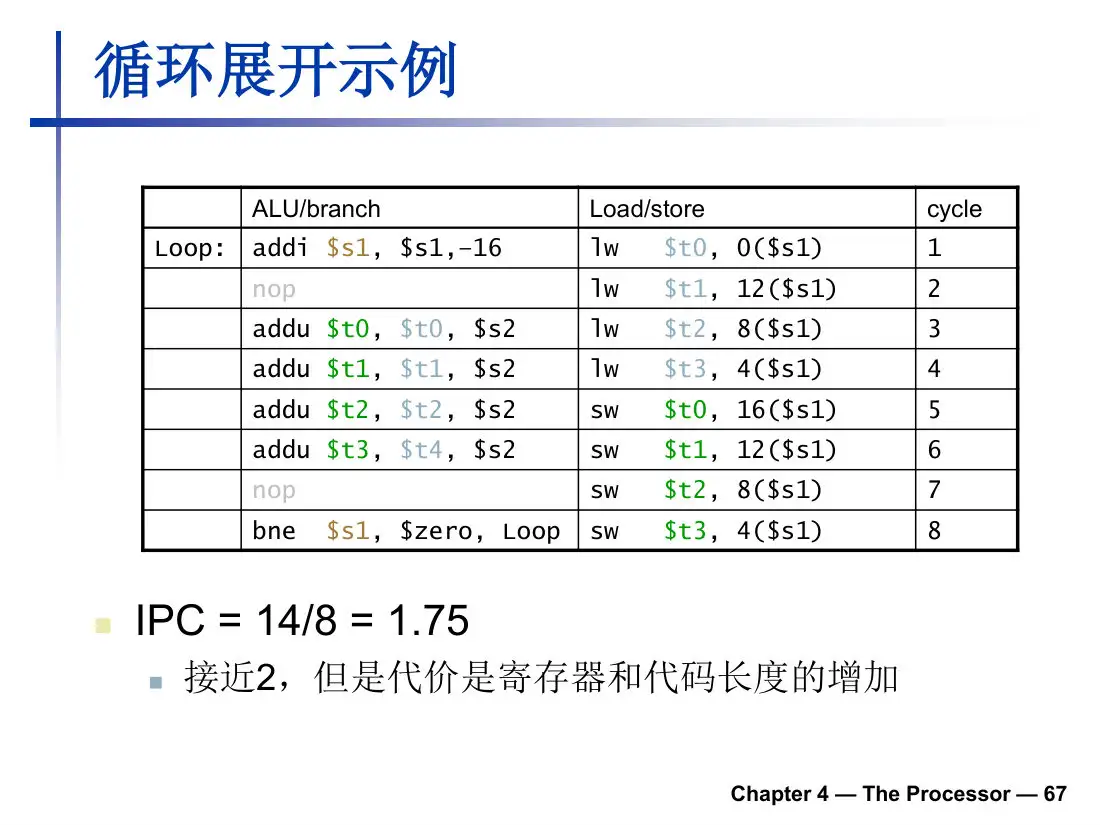 循环展开示例
ALU/branch Load/store cycle
Loop: addi $s1, $s1,–16 lw $t0, 0($s1) 1
nop lw $t1, 12($s1) 2
addu $t0, $t0, $s2 lw $t2, 8($s1) 3
addu $t1, $t1, $s2 lw $t3, 4($s1) 4
addu $t2, $t2, $s2 sw $t0, 16($s1) 5
addu $t3, $t4, $s2 sw $t1, 12($s1) 6
nop sw $t2, 8($s1) 7
bne $s1, $zero, Loop sw $t3, 4($s1) 8
IPC = 14/8 = 1.75
接近2，但是代价是寄存器和代码长度的增加
Chapter 4 — The Processor — 67